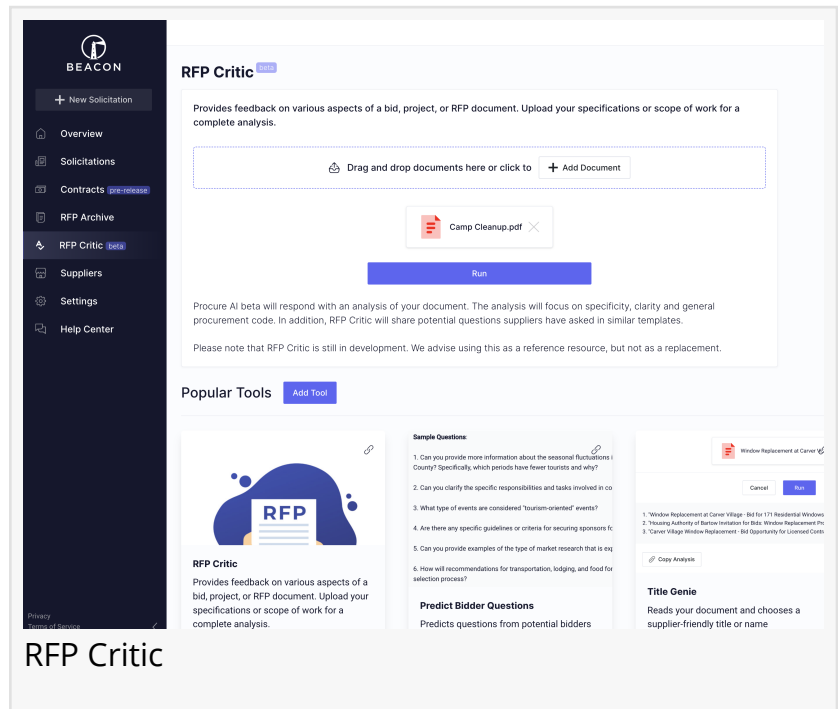 BEACON
New Solicitation
Overview
Solicitations
Contracts pre-release
RFP Archive
RFP Critic beta
Suppliers
Settings
Help Center
Privacy
Terms of Service
RFP Critic beta
Provides feedback on various aspects of a bid, project, or RFP document. Upload your specifications or scope of work for a
complete analysis.
Drag and drop documents here or click to + Add Document
Camp Cleanup.pdf
Run
Procure AI beta will respond with an analysis of your document. The analysis will focus on specificity, clarity and general
procurement code. In addition, RFP Critic will share potential questions suppliers have asked in similar templates.
Please note that RFP Critic is still in development. We advise using this as a reference resource, but not as a replacement.
Popular Tools Add Tool
RFP
RFP Critic
Provides feedback on various aspects of a
bid, project, or RFP document. Upload your
specifications or scope of work for a
complete analysis.
Sample Questions:
1. Can you provide more information about the seasonal fluctuations i
County? Specifically, which periods have fewer tourists and why?
2. Can you clarify the specific responsibilities and tasks involved in co
3. What type of events are considered "tourism-oriented" events?
4. Are there any specific guidelines or criteria for securing sponsors fo
5. Can you provide examples of the type of market research that is exp
6. How will recommendations for transportation, lodging, and food for
selection process?
Predict Bidder Questions
Predicts questions from potential bidders
Window Replacement at Carver
Cancel Run
1. "Window Replacement at Carver Village - Bid for 171 Residential Windows
2. "Housing Authority of Bartow Invitation for Bids: Window Replacement Pro
3. "Carver Village Window Replacement - Bid Opportunity for Licensed Contr
Copy Analysis
Title Genie
Reads your document and chooses a
supplier-friendly title or name
RFP Critic